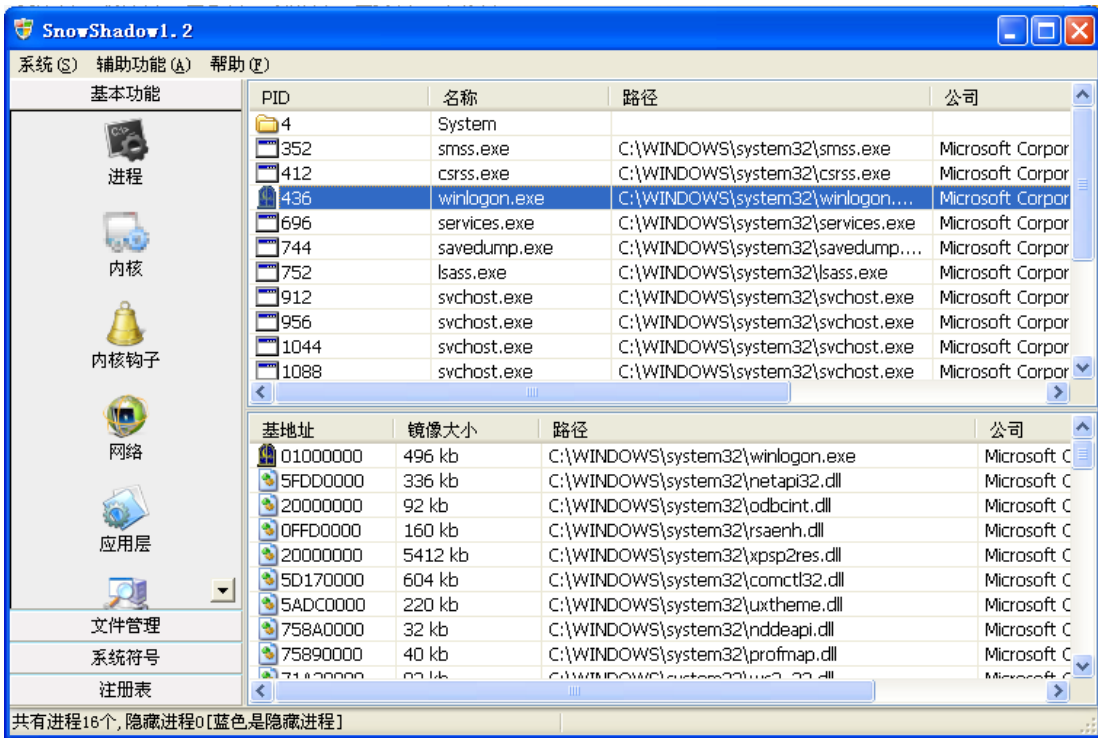 SnowShadow1.2
系统(S) 辅助功能(A) 帮助(F)
基本功能
进程
内核
内核钩子
网络
应用层
文件管理
系统符号
注册表
PID 名称 路径 公司
4 System
352 smss.exe C:\WINDOWS\system32\smss.exe Microsoft Corpor
412 csrss.exe C:\WINDOWS\system32\csrss.exe Microsoft Corpor
436 winlogon.exe C:\WINDOWS\system32\winlogon.... Microsoft Corpor
696 services.exe C:\WINDOWS\system32\services.exe Microsoft Corpor
744 savedump.exe C:\WINDOWS\system32\savedump.... Microsoft Corpor
752 lsass.exe C:\WINDOWS\system32\lsass.exe Microsoft Corpor
912 svchost.exe C:\WINDOWS\system32\svchost.exe Microsoft Corpor
956 svchost.exe C:\WINDOWS\system32\svchost.exe Microsoft Corpor
1044 svchost.exe C:\WINDOWS\system32\svchost.exe Microsoft Corpor
1088 svchost.exe C:\WINDOWS\system32\svchost.exe Microsoft Corpor
基地址 镜像大小 路径 公司
01000000 496 kb C:\WINDOWS\system32\winlogon.exe Microsoft C
5FDD0000 336 kb C:\WINDOWS\system32\netapi32.dll Microsoft C
20000000 92 kb C:\WINDOWS\system32\odbcint.dll Microsoft C
0FFD0000 160 kb C:\WINDOWS\system32\rsaenh.dll Microsoft C
20000000 5412 kb C:\WINDOWS\system32\xpsp2res.dll Microsoft C
5D170000 604 kb C:\WINDOWS\system32\comctl32.dll Microsoft C
5ADC0000 220 kb C:\WINDOWS\system32\uxtheme.dll Microsoft C
758A0000 32 kb C:\WINDOWS\system32\nddeapi.dll Microsoft C
75890000 40 kb C:\WINDOWS\system32\profmap.dll Microsoft C
共有进程16个,隐藏进程0[蓝色是隐藏进程]